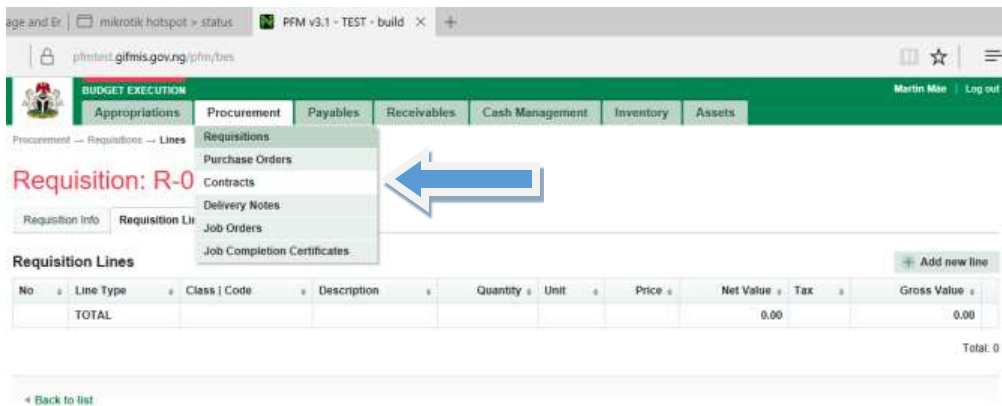 age and Er mikrotik hotspot > status PFM v3.1 - TEST - build
pfmtest.gifmis.gov.ng/pfm/bes
BUDGET EXECUTION Martin Mae | Log out
Appropriations Procurement Payables Receivables Cash Management Inventory Assets
Procurement → Requisitions → Lines
Requisitions
Purchase Orders
Contracts
Delivery Notes
Job Orders
Job Completion Certificates
Requisition: R-0
Requisition Info Requisition Lin
Requisition Lines Add new line
No Line Type Class | Code Description Quantity Unit Price Net Value Tax Gross Value
TOTAL 0.00 0.00
Total: 0
Back to list